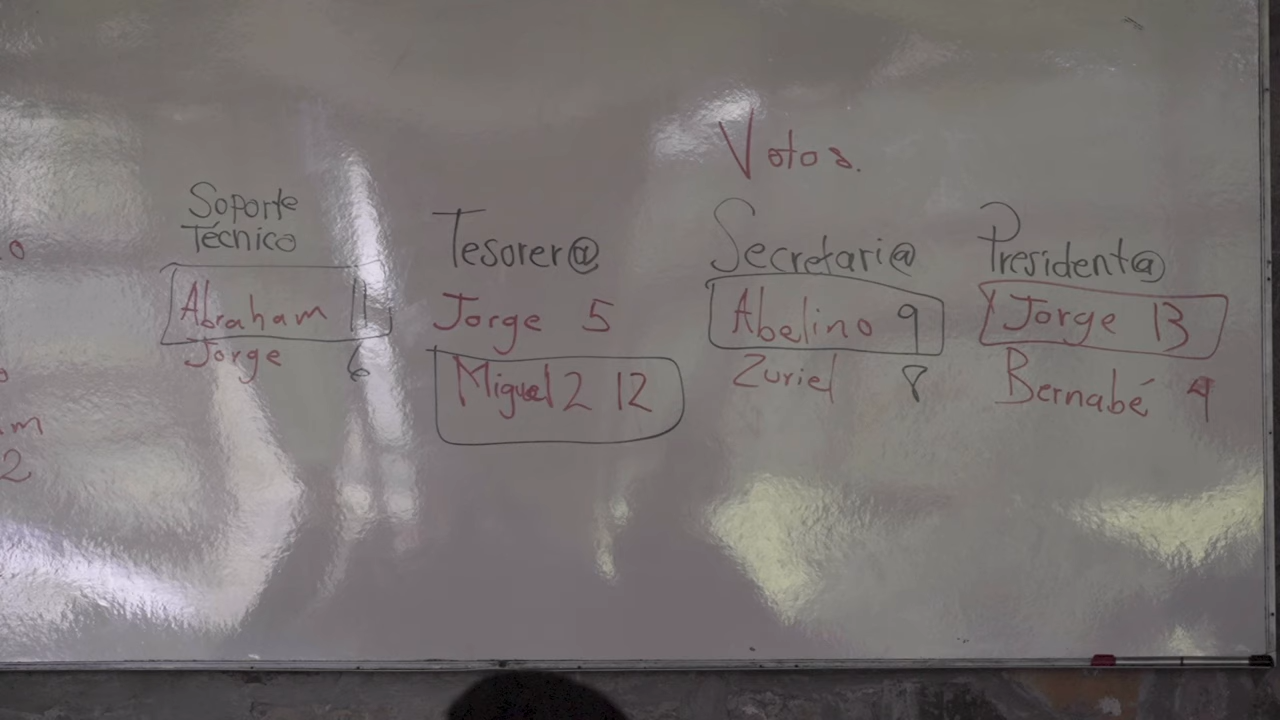 Votos.
Soporte
Técnico
Abraham 11
Jorge 6
Tesorer@
Jorge 5
Miguel 2 12
Secretari@
Abelino 9
Zuriel 8
President@
Jorge 13
Bernabé 4